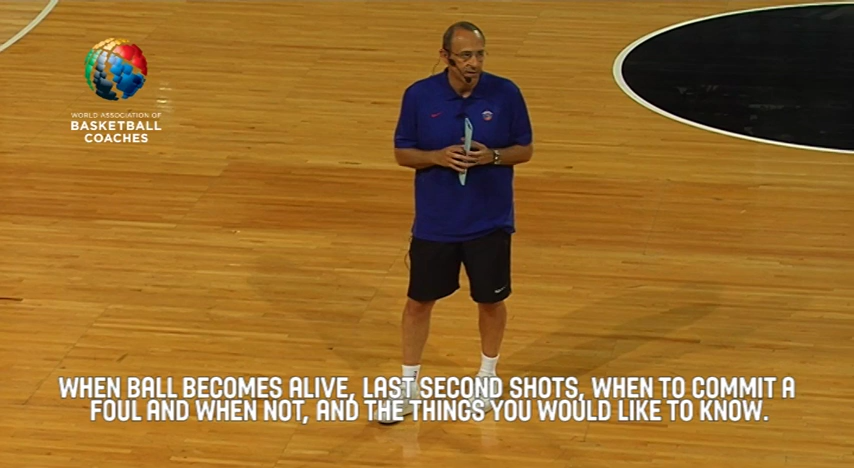 WORLD ASSOCIATION OF
BASKETBALL
COACHES
WHEN BALL BECOMES ALIVE, LAST SECOND SHOTS, WHEN TO COMMIT A
FOUL AND WHEN NOT, AND THE THINGS YOU WOULD LIKE TO KNOW.